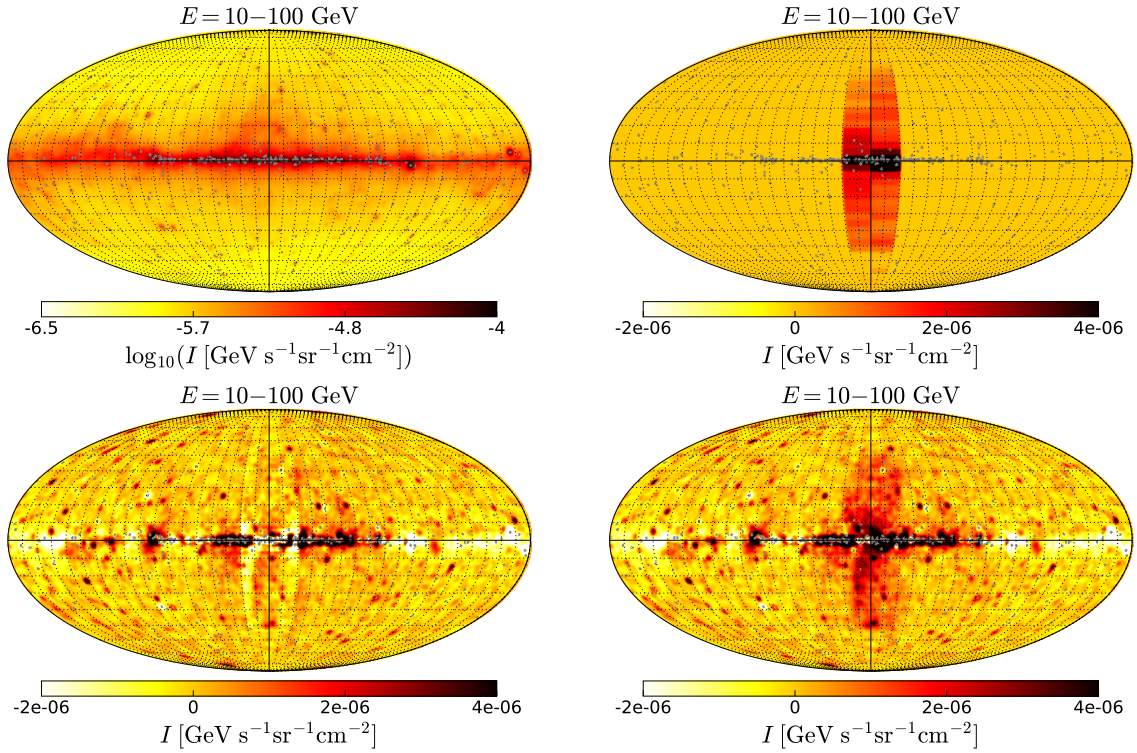 E = 10−100 GeV
E = 10−100 GeV
-6.5 -5.7 -4.8 -4
log₁₀(I [GeV s⁻¹sr⁻¹cm⁻²])
-2e-06 0 2e-06 4e-06
I [GeV s⁻¹sr⁻¹cm⁻²]
E = 10−100 GeV
E = 10−100 GeV
-2e-06 0 2e-06 4e-06
I [GeV s⁻¹sr⁻¹cm⁻²]
-2e-06 0 2e-06 4e-06
I [GeV s⁻¹sr⁻¹cm⁻²]